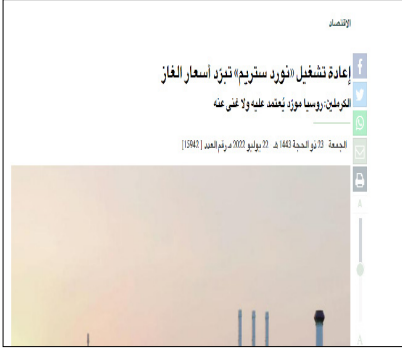 الاقتصاد
إعادة تشغيل «نورد ستريم» تبرّد أسعار الغاز
الكرملين: روسيا مورّد يُعتمد عليه ولا غنى عنه
الجمعة 23 ذو الحجة 1443 هـ 22 يوليو 2022 مـ رقم العدد [15942]
A
A